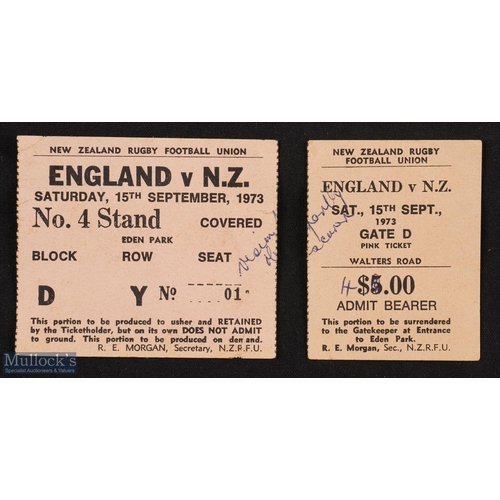 NEW ZEALAND RUGBY FOOTBALL UNION
ENGLAND v N.Z.
SATURDAY, 15TH SEPTEMBER, 1973
No. 4 Stand COVERED
EDEN PARK
BLOCK ROW SEAT
D Y No 01
This portion to be produced to usher and RETAINED
by the Ticketholder, but on its own DOES NOT ADMIT
to ground. This portion to be produced on demand.
R. E. MORGAN, Secretary, N.Z.R.F.U.
NEW ZEALAND RUGBY
FOOTBALL UNION
ENGLAND v N.Z.
SAT., 15TH SEPT.,
1973
GATE D
PINK TICKET
WALTERS ROAD
$5.00
ADMIT BEARER
This portion to be surrendered
to the Gatekeeper at Entrance
to Eden Park.
R. E. Morgan, Sec., N.Z.R.F.U.
Mullock's
Specialist Auctioneers & Valuers